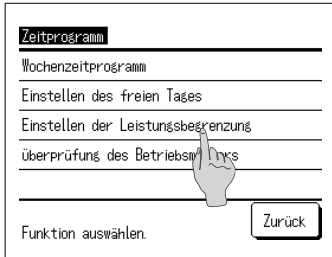 Zeitprogramm
Wochenzeitprogramm
Einstellen des freien Tages
Einstellen der Leistungsbegrenzung
überprüfung des
Funktion auswählen.
Zurück